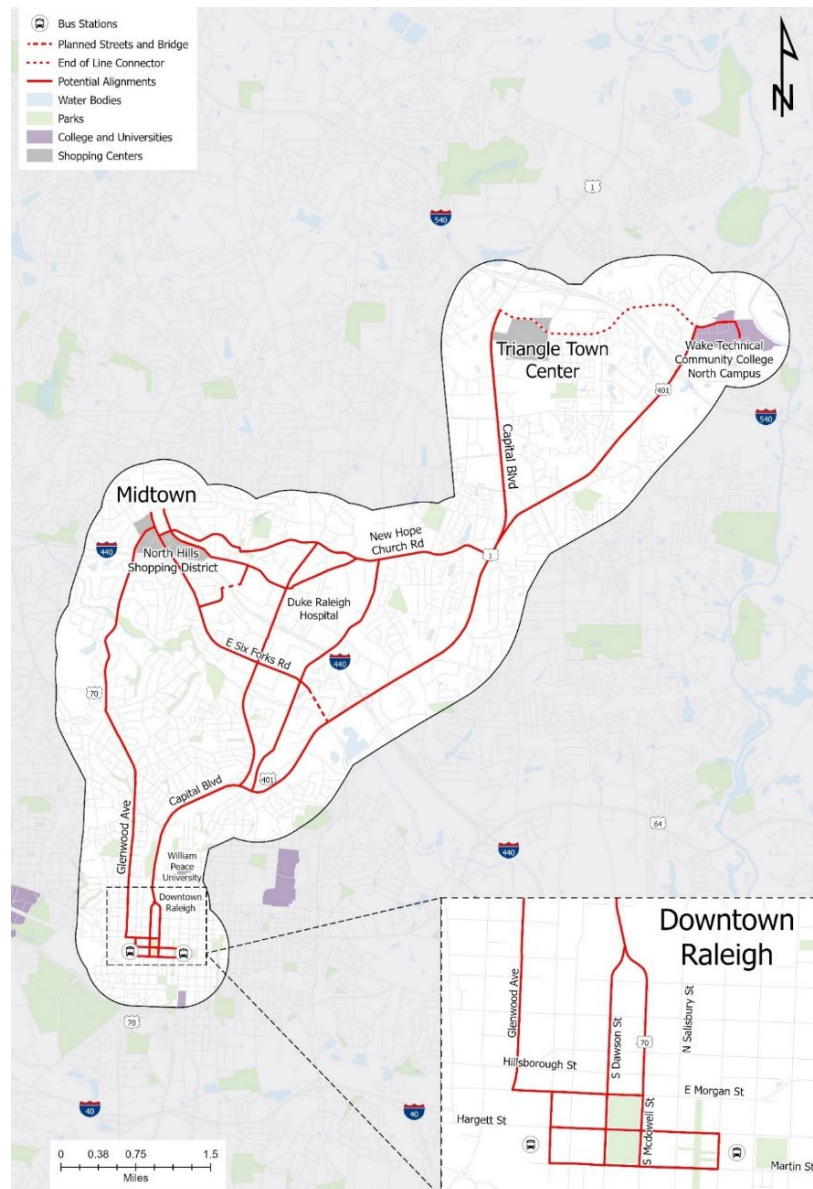 Bus Stations
Planned Streets and Bridge
End of Line Connector
Potential Alignments
Water Bodies
Parks
College and Universities
Shopping Centers
N
1
540
Triangle Town
Center
Wake Technical
Community College
North Campus
401
540
Capital Blvd
Midtown
440
North Hills
Shopping District
New Hope
Church Rd
1
Duke Raleigh
Hospital
E Six Forks Rd
440
70
401
Capital Blvd
Glenwood Ave
64
440
William
Peace
University
Downtown
Raleigh
70
40
40
0 0.38 0.75 1.5
Miles
Downtown
Raleigh
Glenwood Ave
S Dawson St
N Salisbury St
70
Hillsborough St
E Morgan St
Hargett St
S Mcdowell St
Martin St